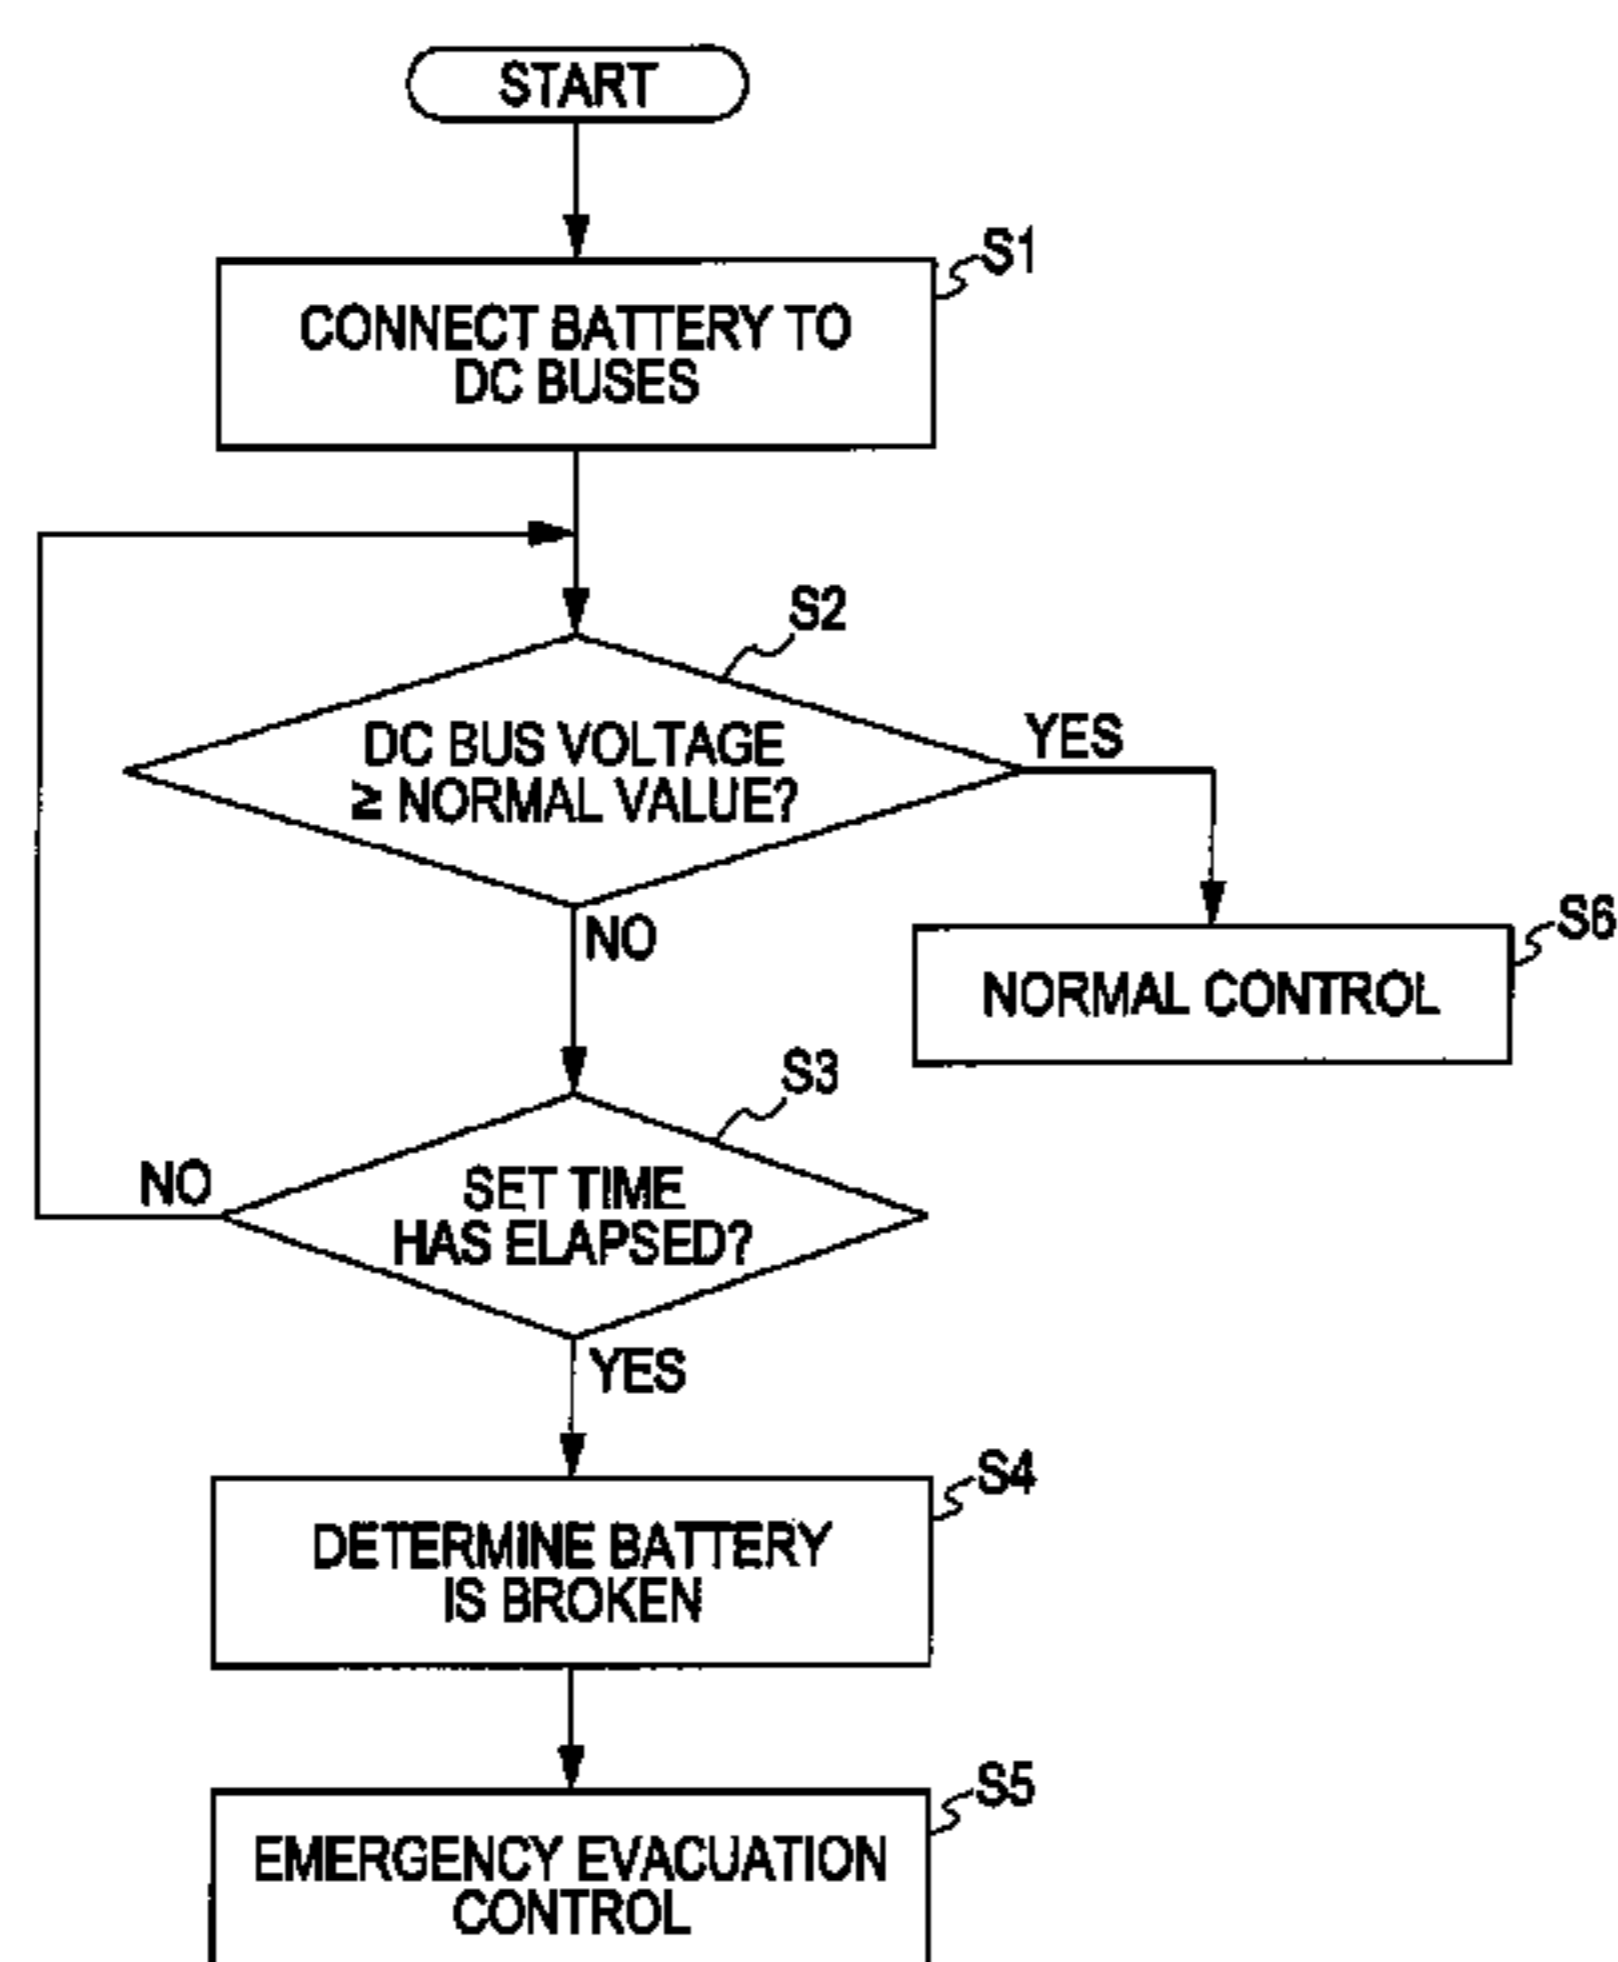 START
S1
CONNECT BATTERY TO
DC BUSES
S2
DC BUS VOLTAGE
≥ NORMAL VALUE?
YES
NO
S6
NORMAL CONTROL
S3
SET TIME
HAS ELAPSED?
NO
YES
S4
DETERMINE BATTERY
IS BROKEN
S5
EMERGENCY EVACUATION
CONTROL